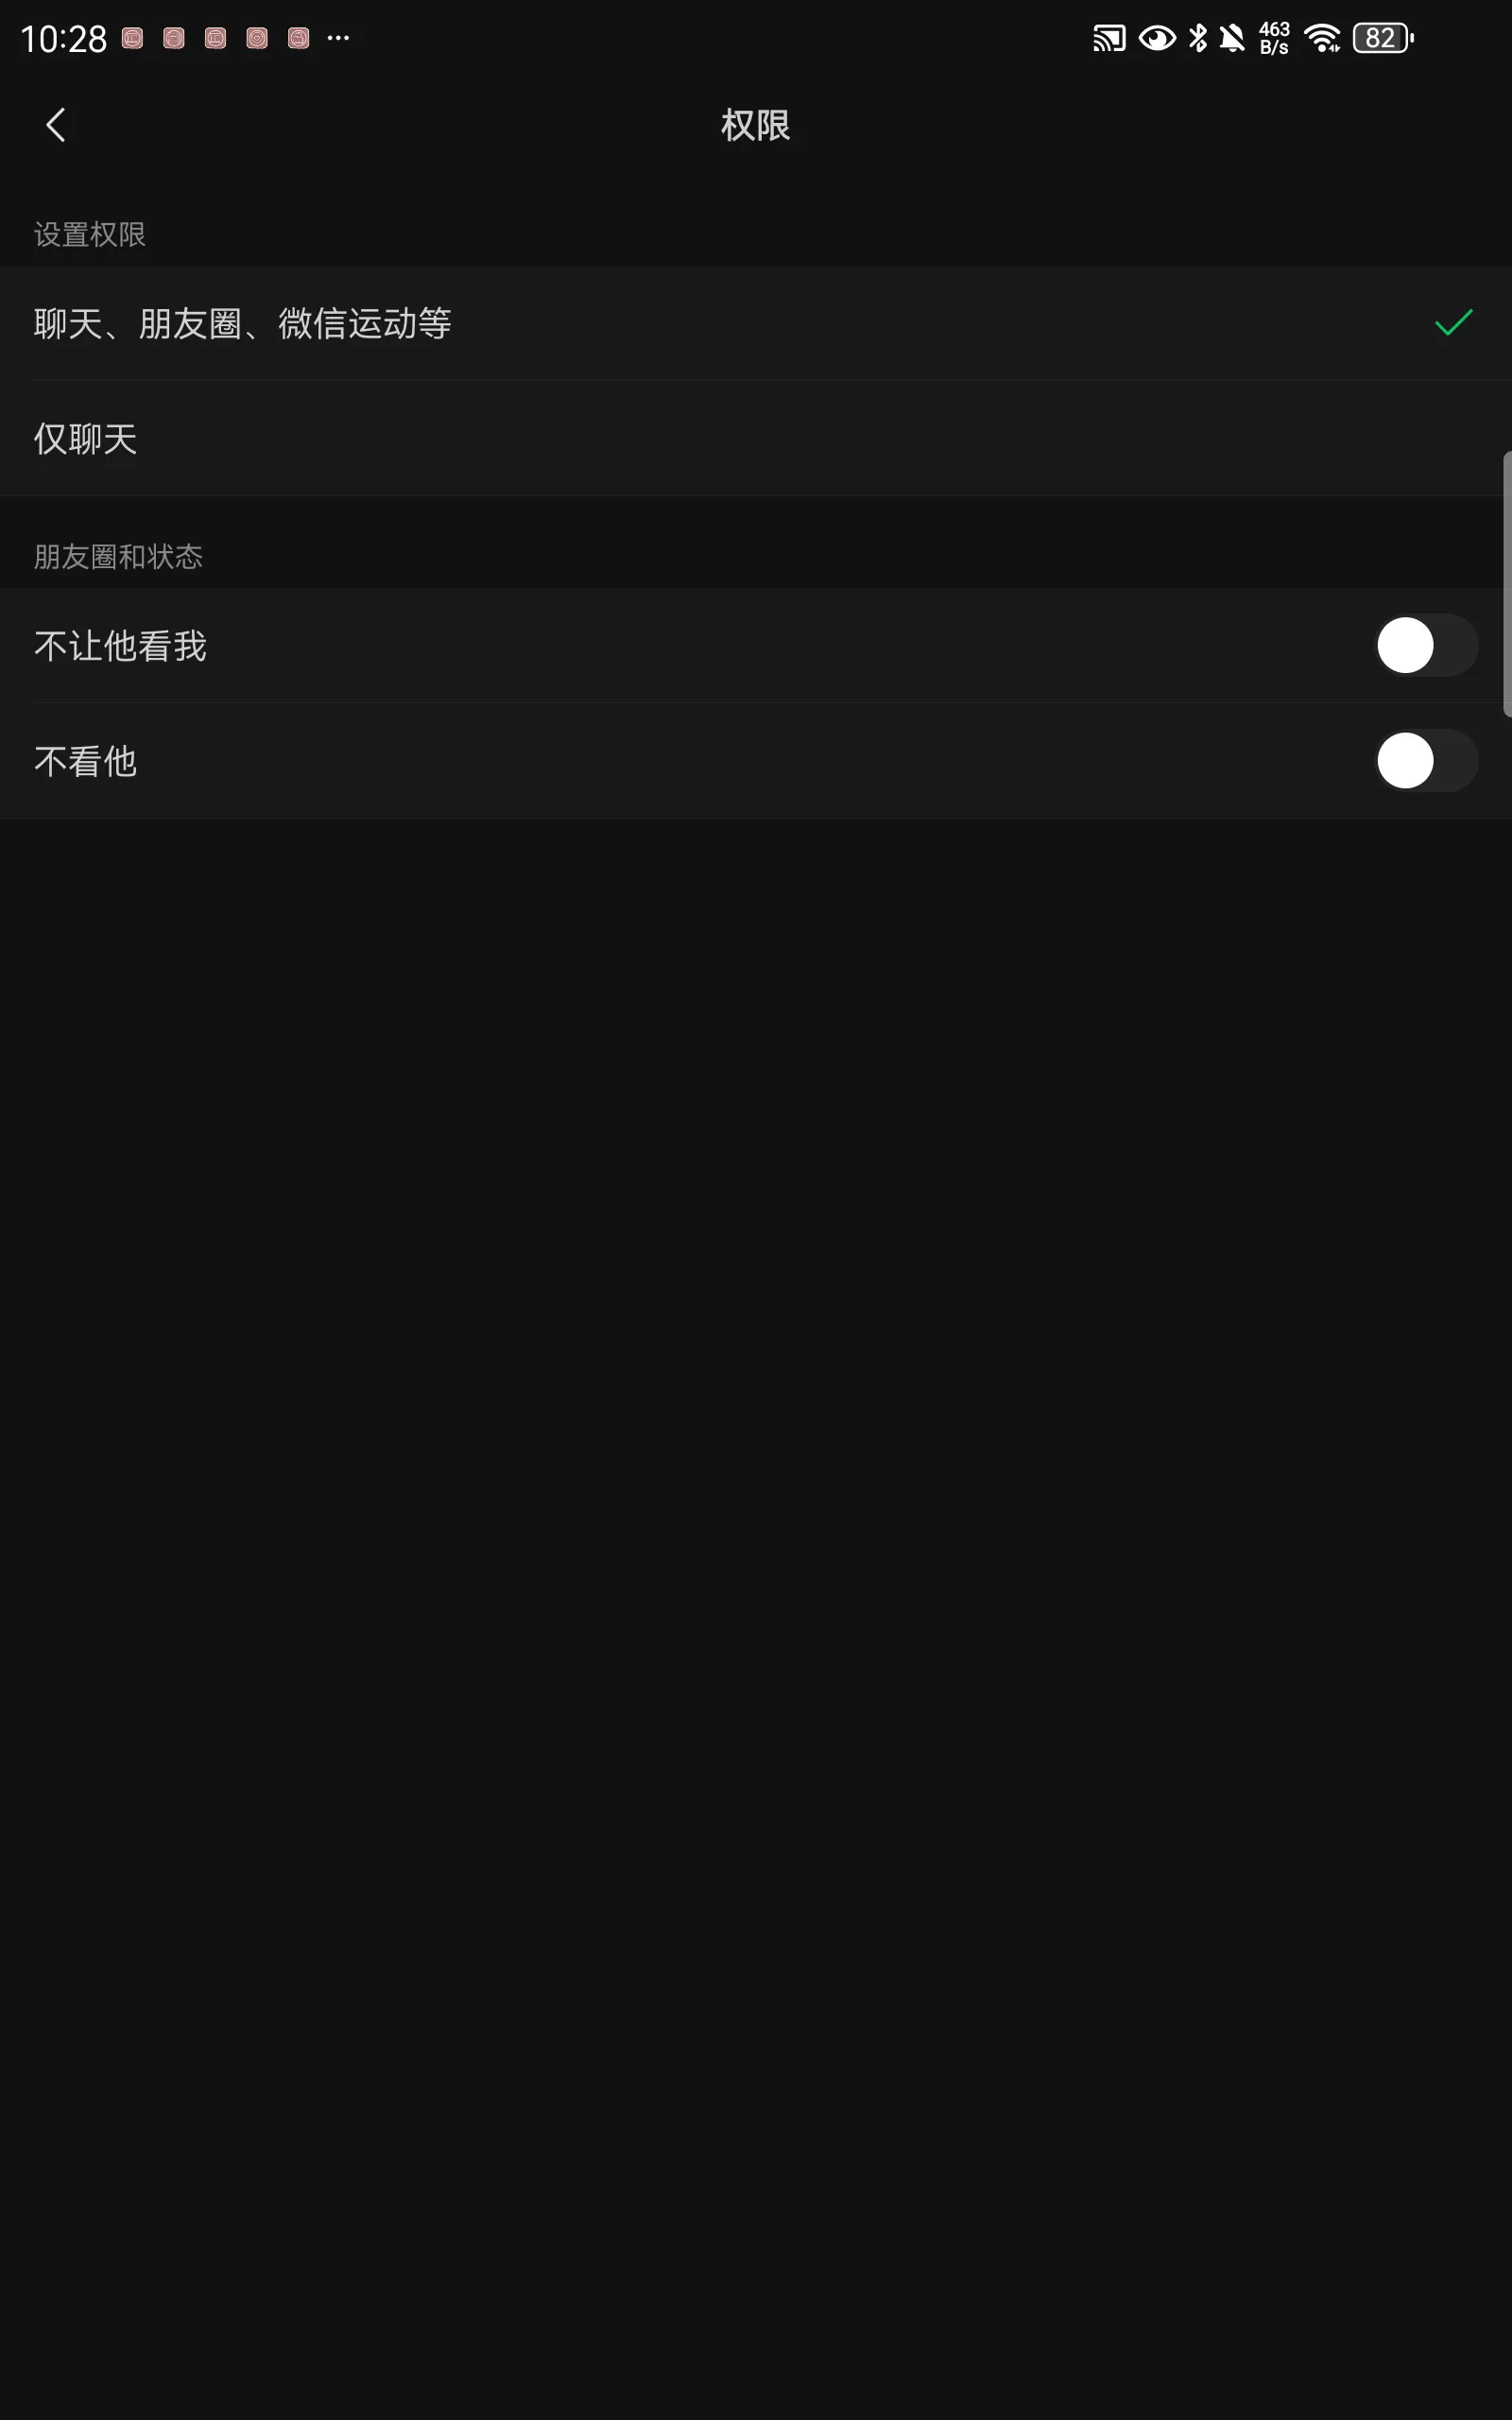 10:28
463
B/s
82
权限
设置权限
聊天、朋友圈、微信运动等
仅聊天
朋友圈和状态
不让他看我
不看他